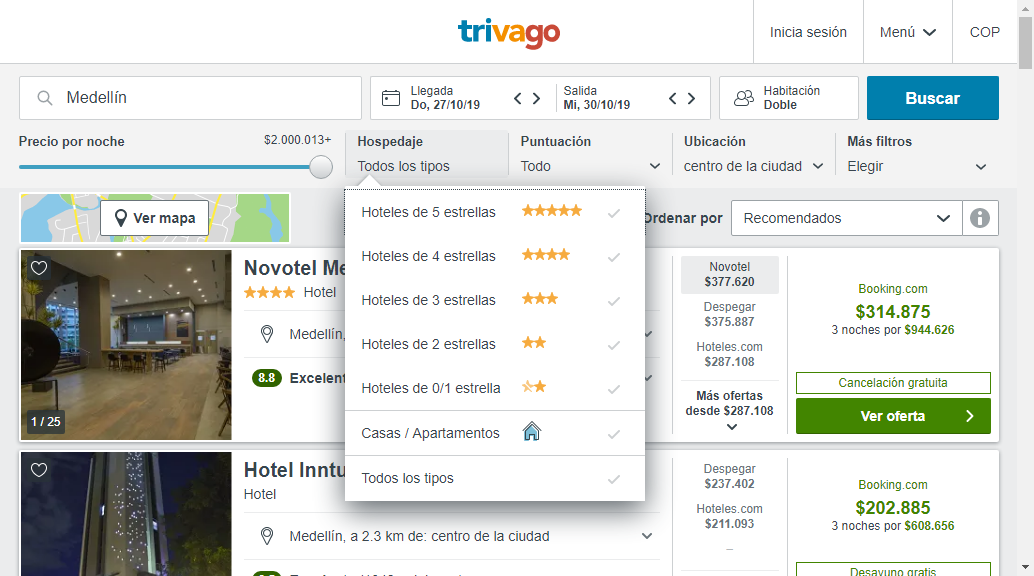 trivago
Inicia sesión
Menú
COP
Medellín
Llegada
Do, 27/10/19
Salida
Mi, 30/10/19
Habitación
Doble
Buscar
Precio por noche
$2.000.013+
Hospedaje
Todos los tipos
Puntuación
Todo
Ubicación
centro de la ciudad
Más filtros
Elegir
Ver mapa
Ordenar por
Recomendados
Hoteles de 5 estrellas
Hoteles de 4 estrellas
Hoteles de 3 estrellas
Hoteles de 2 estrellas
Hoteles de 0/1 estrella
Casas / Apartamentos
Todos los tipos
1 / 25
Novotel
Hotel
Medellín,
8.8
Novotel
$377.620
Despegar
$375.887
Hoteles.com
$287.108
Más ofertas
desde $287.108
Booking.com
$314.875
3 noches por $944.626
Cancelación gratuita
Ver oferta
Hotel
Hotel
Medellín, a 2.3 km de: centro de la ciudad
Despegar
$237.402
Hoteles.com
$211.093
Booking.com
$202.885
3 noches por $608.656
Desayuno gratis